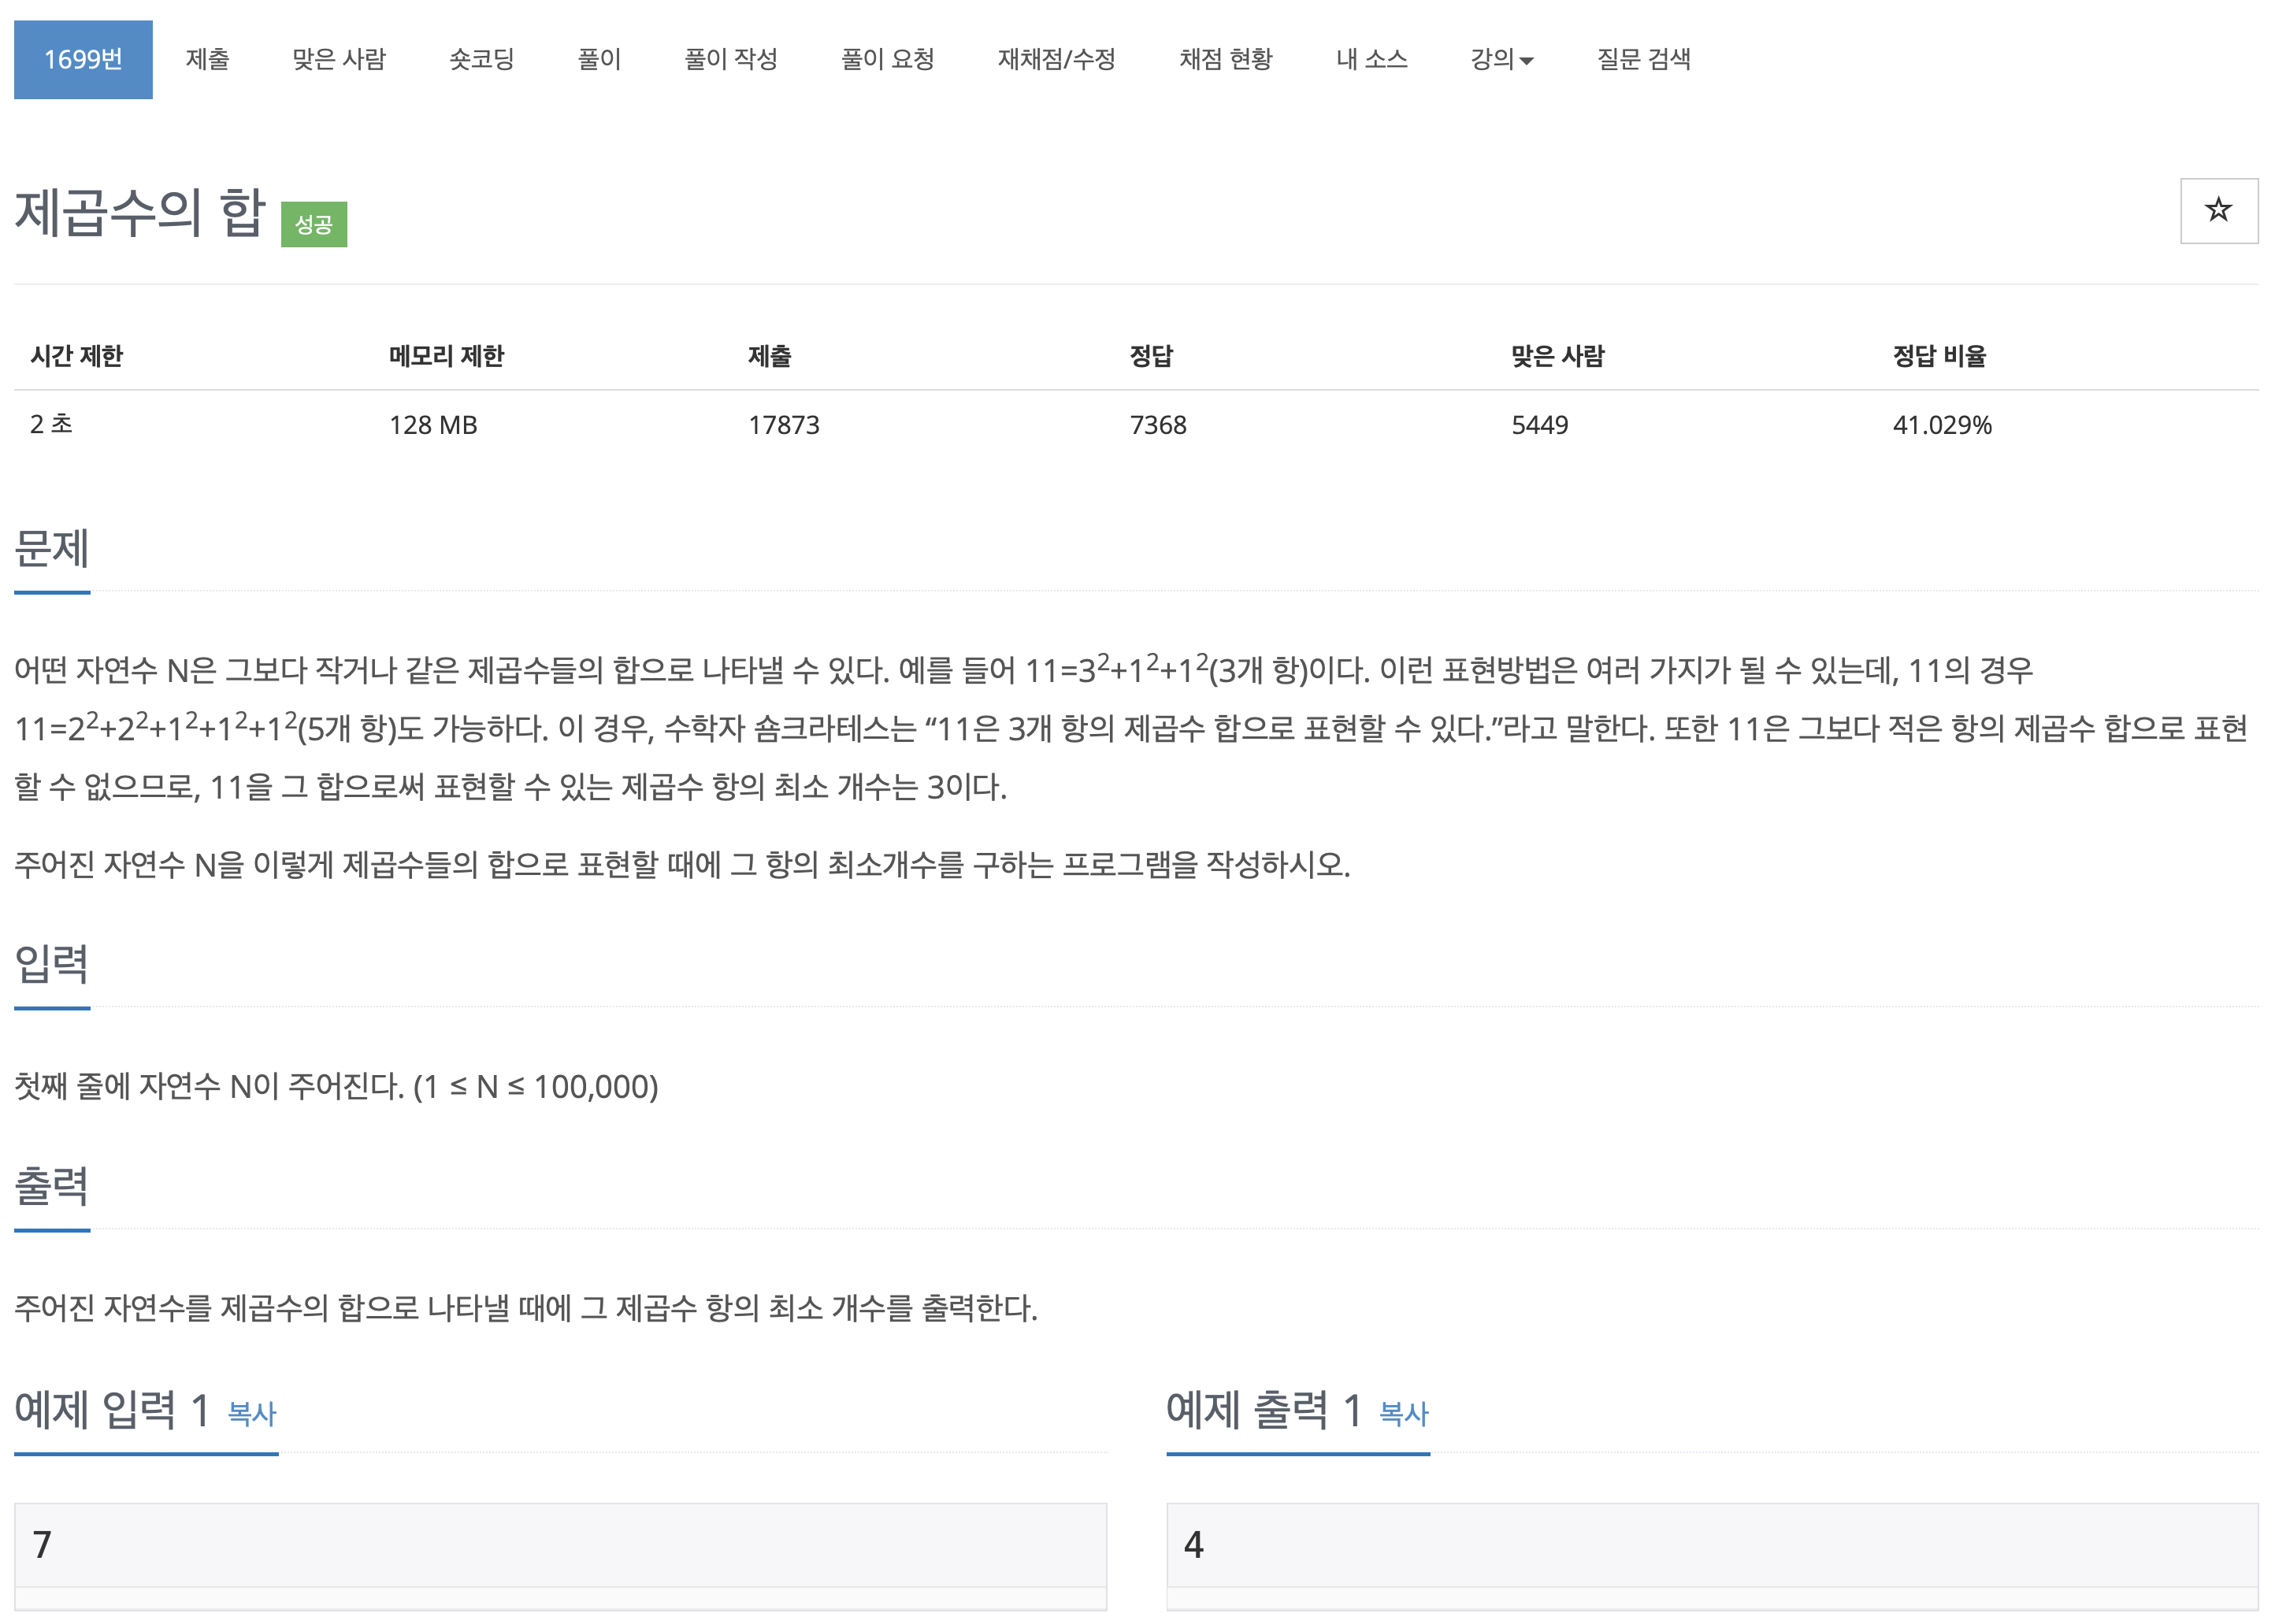 1699번 제출 맞은 사람 숏코딩 풀이 풀이 작성 풀이 요청 재채점/수정 채점 현황 내 소스 강의 질문 검색
제곱수의 합 성공
시간 제한 메모리 제한 제출 정답 맞은 사람 정답 비율
2 초 128 MB 17873 7368 5449 41.029%
문제
어떤 자연수 N은 그보다 작거나 같은 제곱수들의 합으로 나타낼 수 있다. 예를 들어 11=3²+1²+1²(3개 항)이다. 이런 표현방법은 여러 가지가 될 수 있는데, 11의 경우
11=2²+2²+1²+1²+1²(5개 항)도 가능하다. 이 경우, 수학자 숌크라테스는 “11은 3개 항의 제곱수 합으로 표현할 수 있다.”라고 말한다. 또한 11은 그보다 적은 항의 제곱수 합으로 표현
할 수 없으므로, 11을 그 합으로써 표현할 수 있는 제곱수 항의 최소 개수는 3이다.
주어진 자연수 N을 이렇게 제곱수들의 합으로 표현할 때에 그 항의 최소개수를 구하는 프로그램을 작성하시오.
입력
첫째 줄에 자연수 N이 주어진다. (1 ≤ N ≤ 100,000)
출력
주어진 자연수를 제곱수의 합으로 나타낼 때에 그 제곱수 항의 최소 개수를 출력한다.
예제 입력 1 복사 예제 출력 1 복사
7 4